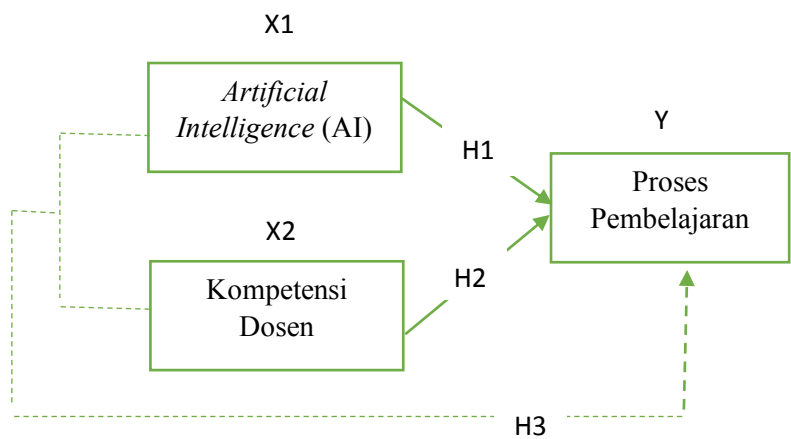 X1
Artificial
Intelligence (AI)
H1
Y
Proses
Pembelajaran
X2
Kompetensi
Dosen
H2
H3